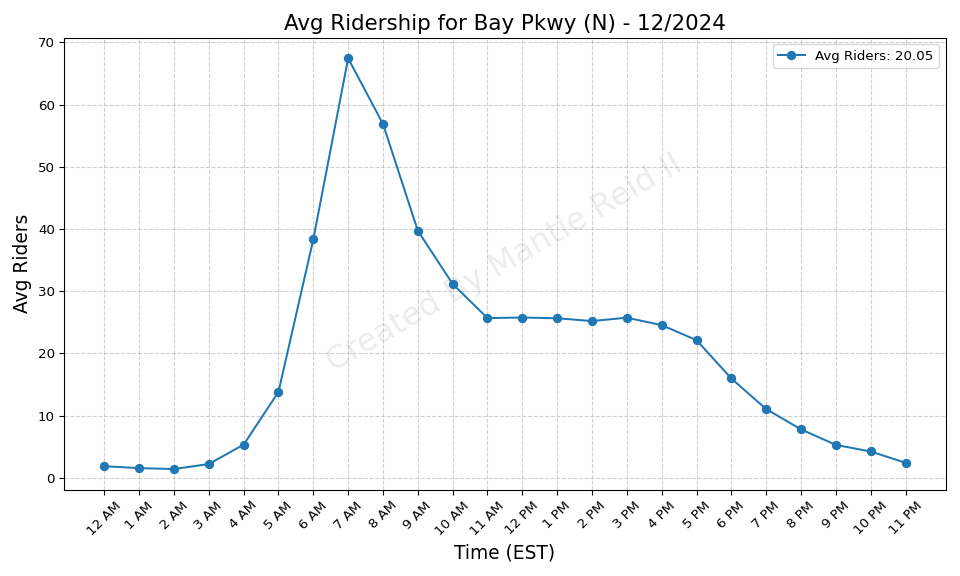 Avg Ridership for Bay Pkwy (N) - 12/2024
Avg Riders: 20.05
Avg Riders
70
60
50
40
30
20
10
0
Created By Mantie Reid II
12 AM
1 AM
2 AM
3 AM
4 AM
5 AM
6 AM
7 AM
8 AM
9 AM
10 AM
11 AM
12 PM
1 PM
2 PM
3 PM
4 PM
5 PM
6 PM
7 PM
8 PM
9 PM
10 PM
11 PM
Time (EST)